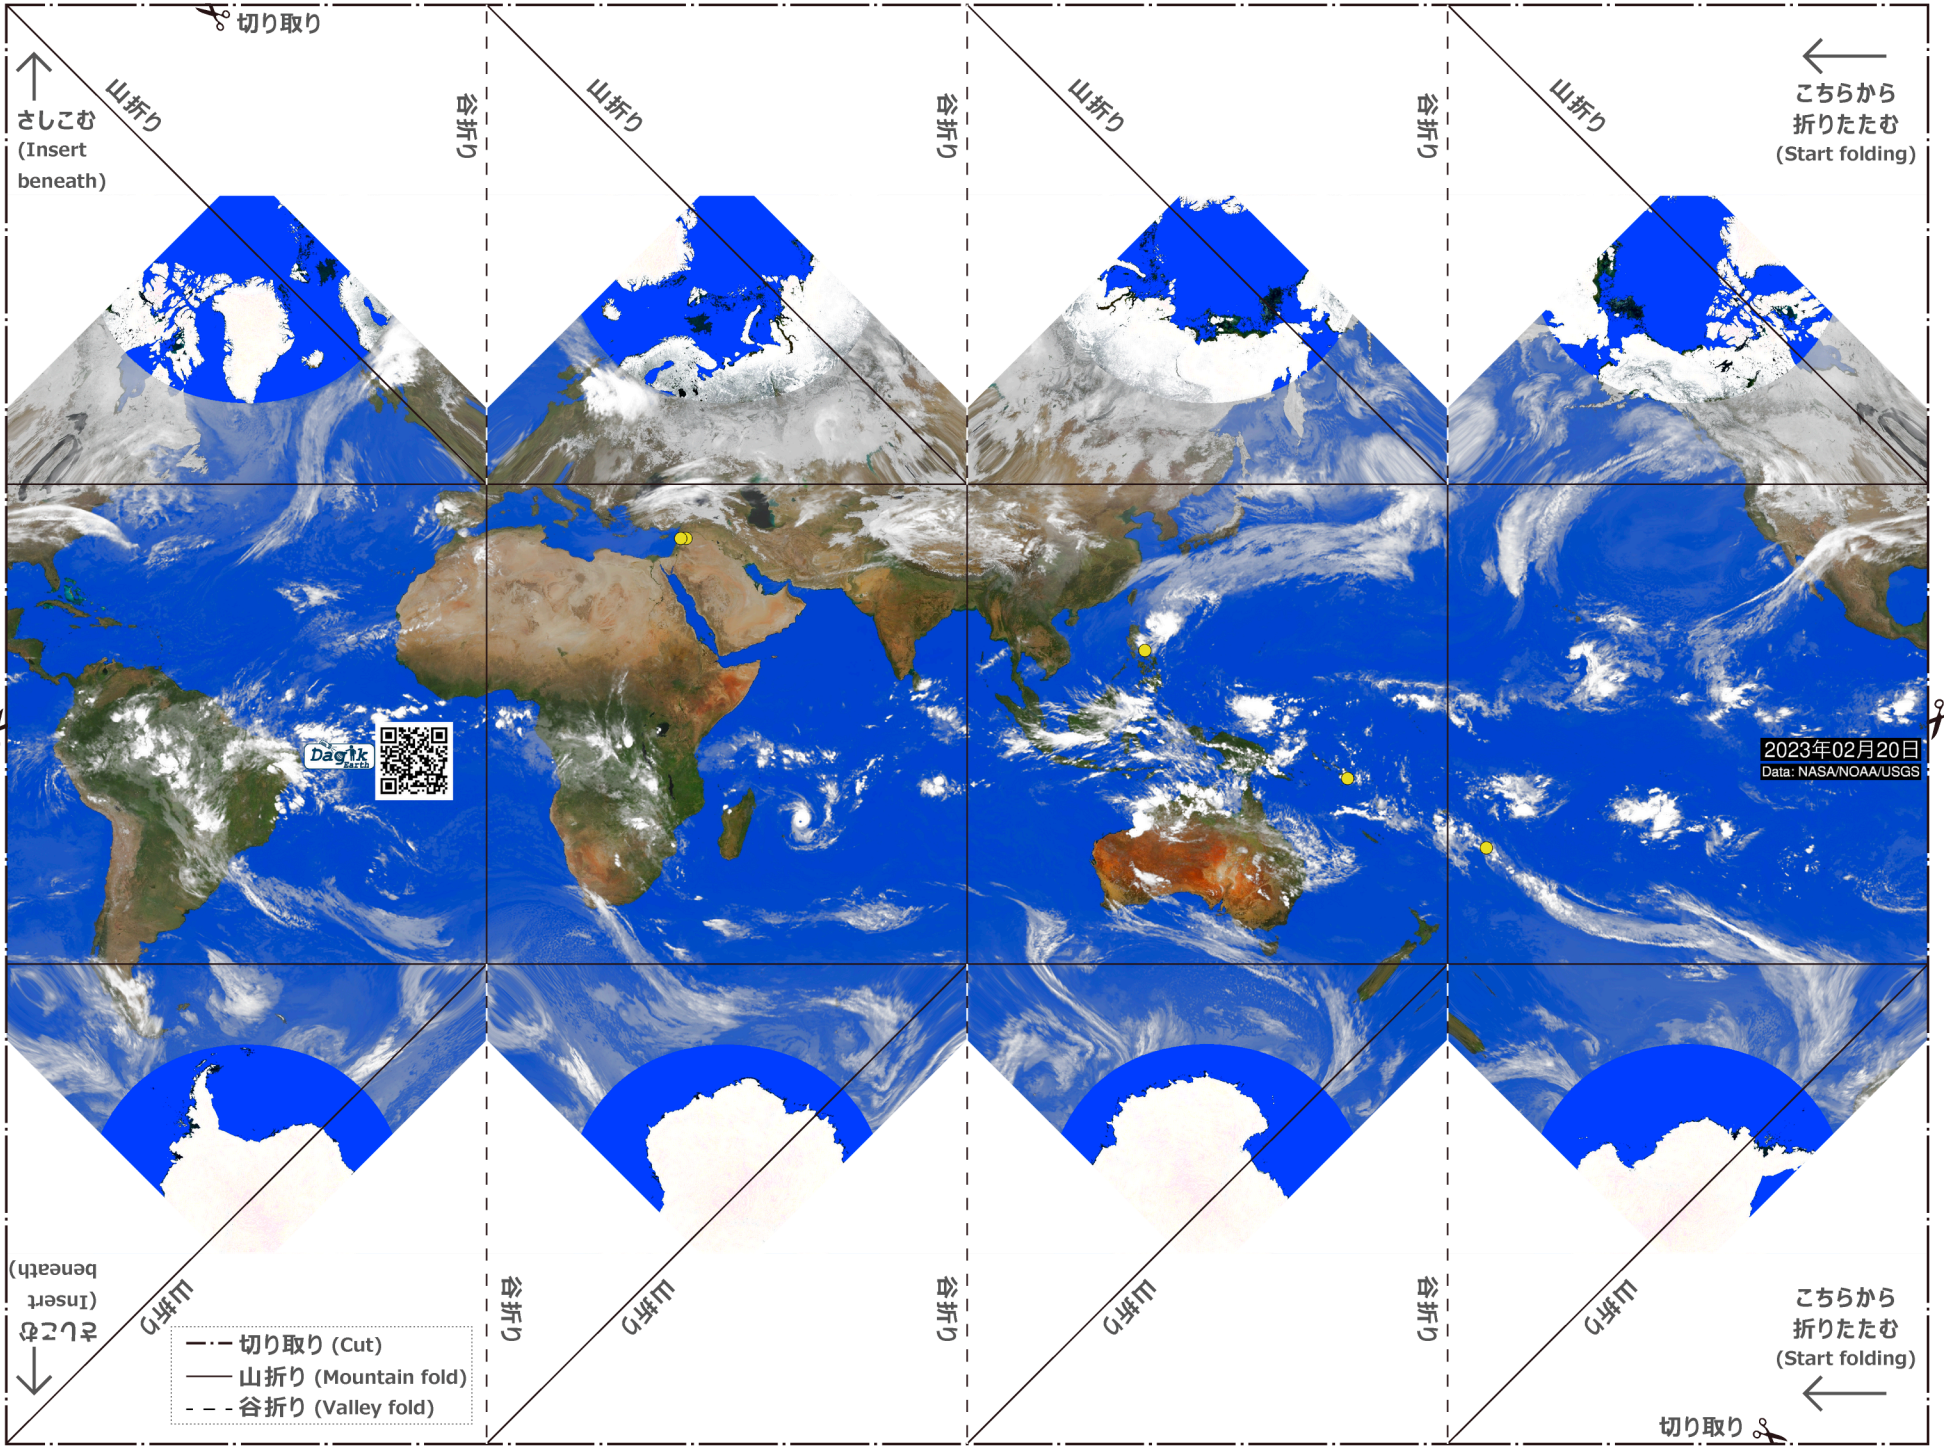 切り取り
山折り
谷折り
山折り
谷折り
山折り
谷折り
山折り
さしこむ
(Insert
beneath)
こちらから
折りたたむ
(Start folding)
Dagik
Earth
2023年02月20日
Data: NASA/NOAA/USGS
さしこむ
(Insert
beneath)
山折り
谷折り
山折り
谷折り
山折り
谷折り
山折り
切り取り (Cut)
山折り (Mountain fold)
谷折り (Valley fold)
こちらから
折りたたむ
(Start folding)
切り取り